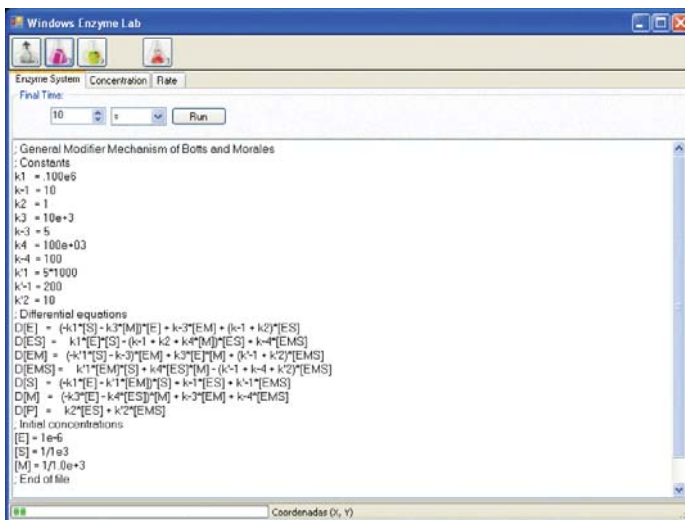 Windows Enzyme Lab
Enzyme System Concentration Rate
Final Time:
10 s Run
; General Modifier Mechanism of Botts and Morales
; Constants
k1 = .100e6
k-1 = 10
k2 = 1
k3 = 10e+3
k-3 = 5
k4 = 100e+03
k-4 = 100
k'1 = 5*1000
k'-1 = 200
k'2 = 10
; Differential equations
D[E] = (-k1*[S] - k3*[M])*[E] + k-3*[EM] + (k-1 + k2)*[ES]
D[ES] = k1*[E]*[S] - (k-1 + k2 + k4*[M])*[ES] + k-4*[EMS]
D[EM] = (-k'1*[S] - k-3)*[EM] + k3*[E]*[M] + (k'-1 + k'2)*[EMS]
D[EMS] = k'1*[EM]*[S] + k4*[ES]*[M] - (k'-1 + k-4 + k'2)*[EMS]
D[S] = (-k1*[E] - k'1*[EM])*[S] + k-1*[ES] + k'-1*[EMS]
D[M] = (-k3*[E] - k4*[ES])*[M] + k-3*[EM] + k-4*[EMS]
D[P] = k2*[ES] + k'2*[EMS]
; Initial concentrations
[E] = 1e-6
[S] = 1/1e3
[M] = 1/1.0e+3
; End of file
Coordenadas (X, Y)